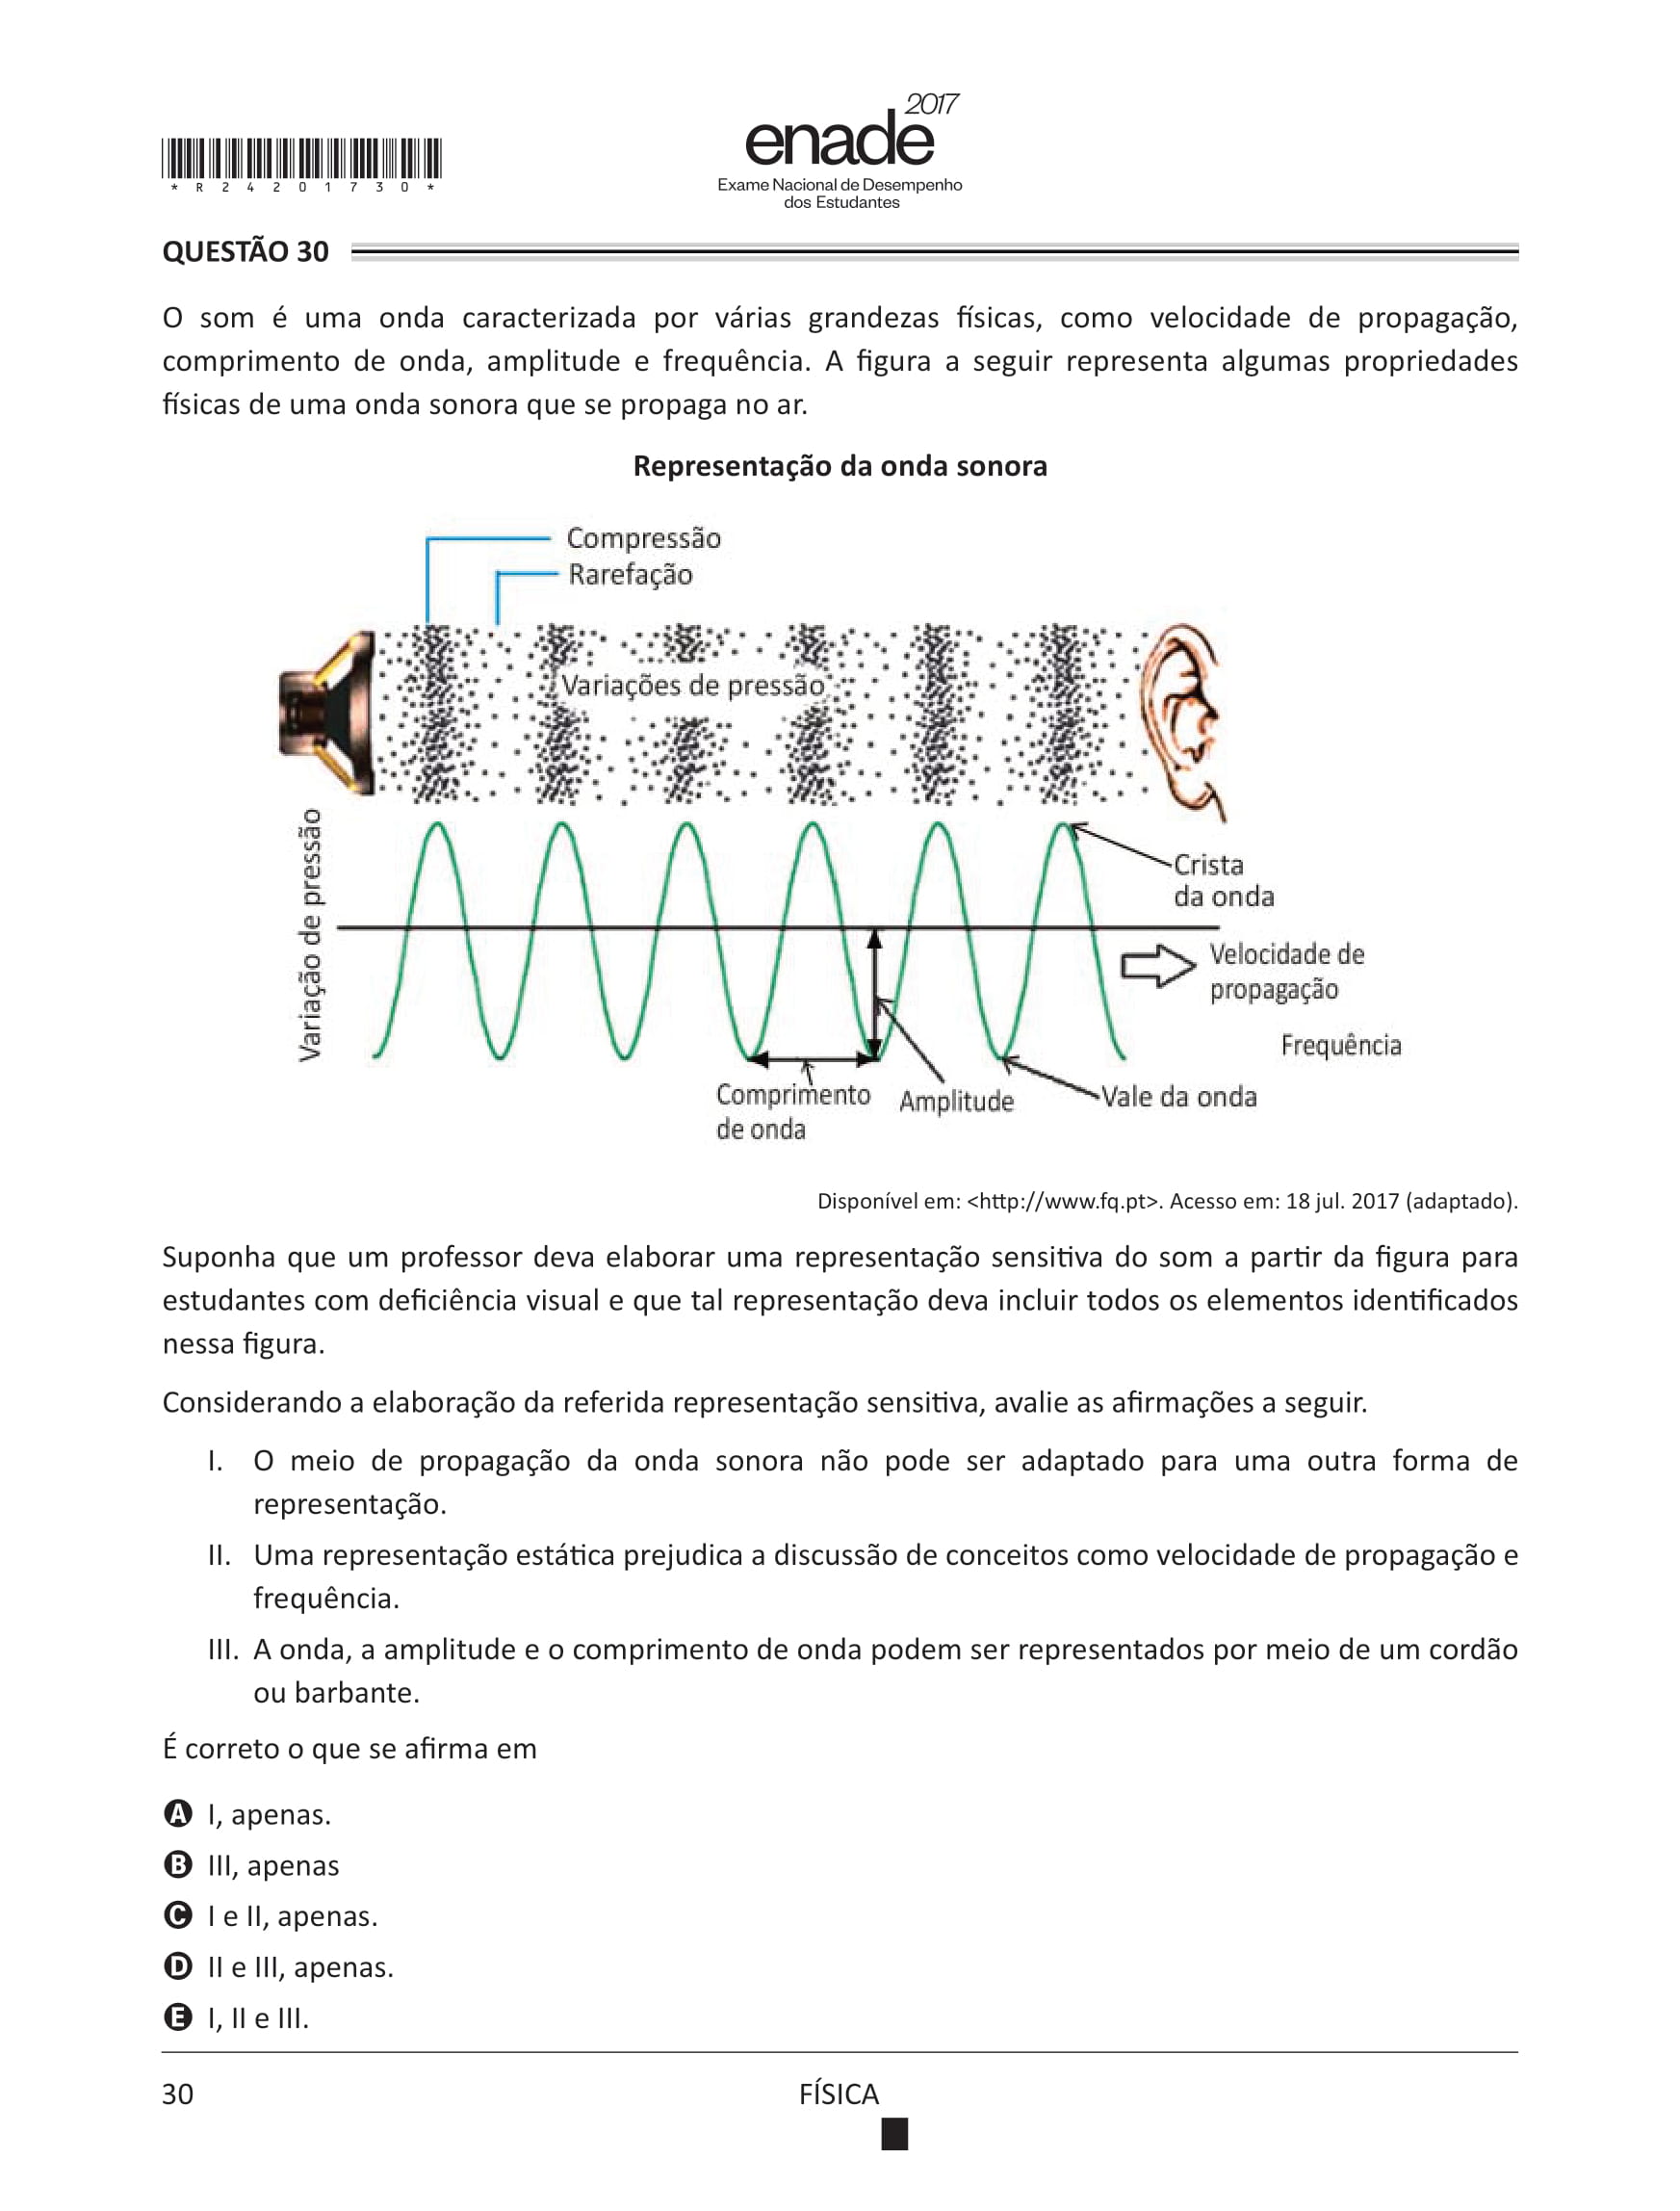 2017
enade
Exame Nacional de Desempenho
dos Estudantes
* R 2 4 2 0 1 7 3 0 *
QUESTÃO 30
O som é uma onda caracterizada por várias grandezas físicas, como velocidade de propagação,
comprimento de onda, amplitude e frequência. A figura a seguir representa algumas propriedades
físicas de uma onda sonora que se propaga no ar.
Representação da onda sonora
Compressão
Rarefação
Variações de pressão
Variação de pressão
Crista
da onda
Velocidade de
propagação
Frequência
Comprimento
de onda
Amplitude
Vale da onda
Disponível em: <http://www.fq.pt>. Acesso em: 18 jul. 2017 (adaptado).
Suponha que um professor deva elaborar uma representação sensitiva do som a partir da figura para
estudantes com deficiência visual e que tal representação deva incluir todos os elementos identificados
nessa figura.
Considerando a elaboração da referida representação sensitiva, avalie as afirmações a seguir.
I. O meio de propagação da onda sonora não pode ser adaptado para uma outra forma de
representação.
II. Uma representação estática prejudica a discussão de conceitos como velocidade de propagação e
frequência.
III. A onda, a amplitude e o comprimento de onda podem ser representados por meio de um cordão
ou barbante.
É correto o que se afirma em
A I, apenas.
B III, apenas
C I e II, apenas.
D II e III, apenas.
E I, II e III.
30
FÍSICA